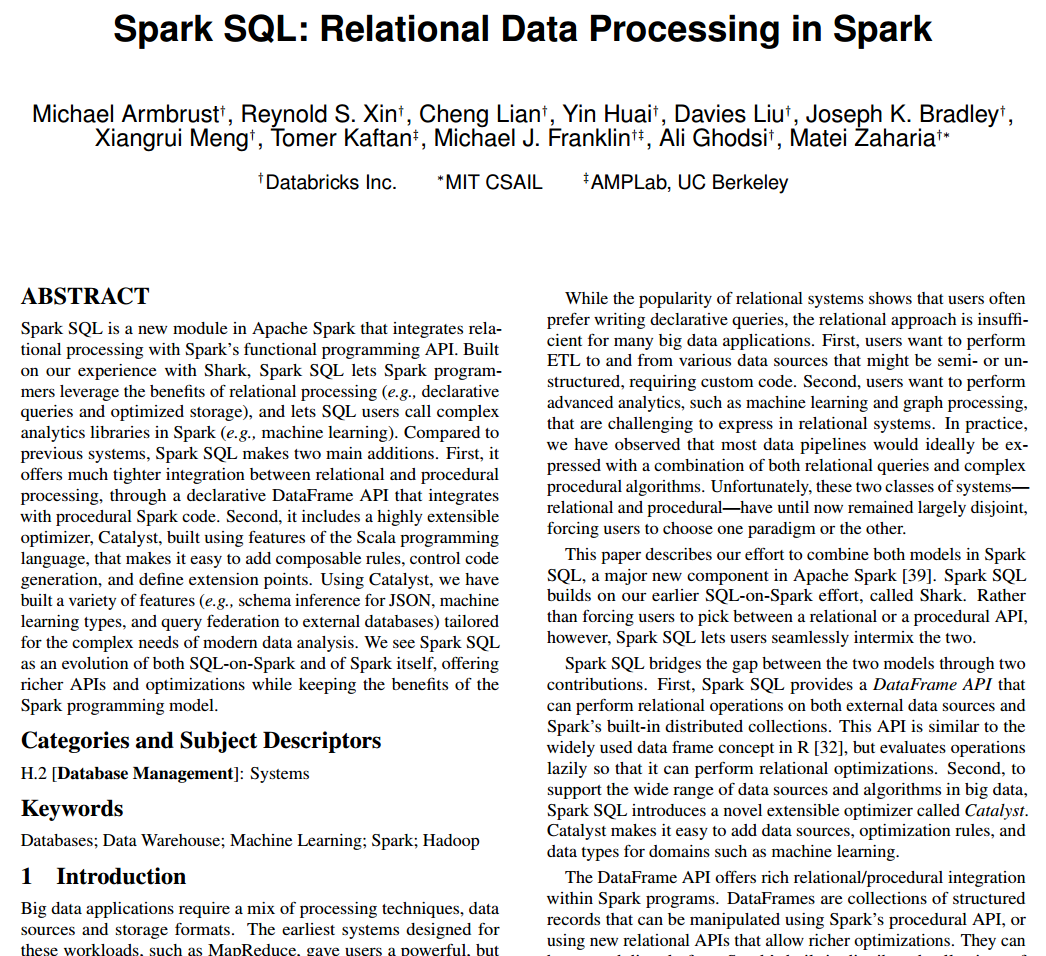 Spark SQL: Relational Data Processing in Spark
Michael Armbrust†, Reynold S. Xin†, Cheng Lian†, Yin Huai†, Davies Liu†, Joseph K. Bradley†,
Xiangrui Meng†, Tomer Kaftan‡, Michael J. Franklin†‡, Ali Ghodsi†, Matei Zaharia†*
†Databricks Inc. *MIT CSAIL ‡AMPLab, UC Berkeley
ABSTRACT
Spark SQL is a new module in Apache Spark that integrates rela-
tional processing with Spark's functional programming API. Built
on our experience with Shark, Spark SQL lets Spark program-
mers leverage the benefits of relational processing (e.g., declarative
queries and optimized storage), and lets SQL users call complex
analytics libraries in Spark (e.g., machine learning). Compared to
previous systems, Spark SQL makes two main additions. First, it
offers much tighter integration between relational and procedural
processing, through a declarative DataFrame API that integrates
with procedural Spark code. Second, it includes a highly extensible
optimizer, Catalyst, built using features of the Scala programming
language, that makes it easy to add composable rules, control code
generation, and define extension points. Using Catalyst, we have
built a variety of features (e.g., schema inference for JSON, machine
learning types, and query federation to external databases) tailored
for the complex needs of modern data analysis. We see Spark SQL
as an evolution of both SQL-on-Spark and of Spark itself, offering
richer APIs and optimizations while keeping the benefits of the
Spark programming model.
Categories and Subject Descriptors
H.2 [Database Management]: Systems
Keywords
Databases; Data Warehouse; Machine Learning; Spark; Hadoop
1 Introduction
Big data applications require a mix of processing techniques, data
sources and storage formats. The earliest systems designed for
these workloads, such as MapReduce, gave users a powerful, but
While the popularity of relational systems shows that users often
prefer writing declarative queries, the relational approach is insuffi-
cient for many big data applications. First, users want to perform
ETL to and from various data sources that might be semi- or un-
structured, requiring custom code. Second, users want to perform
advanced analytics, such as machine learning and graph processing,
that are challenging to express in relational systems. In practice,
we have observed that most data pipelines would ideally be ex-
pressed with a combination of both relational queries and complex
procedural algorithms. Unfortunately, these two classes of systems—
relational and procedural—have until now remained largely disjoint,
forcing users to choose one paradigm or the other.
This paper describes our effort to combine both models in Spark
SQL, a major new component in Apache Spark [39]. Spark SQL
builds on our earlier SQL-on-Spark effort, called Shark. Rather
than forcing users to pick between a relational or a procedural API,
however, Spark SQL lets users seamlessly intermix the two.
Spark SQL bridges the gap between the two models through two
contributions. First, Spark SQL provides a DataFrame API that
can perform relational operations on both external data sources and
Spark's built-in distributed collections. This API is similar to the
widely used data frame concept in R [32], but evaluates operations
lazily so that it can perform relational optimizations. Second, to
support the wide range of data sources and algorithms in big data,
Spark SQL introduces a novel extensible optimizer called Catalyst.
Catalyst makes it easy to add data sources, optimization rules, and
data types for domains such as machine learning.
The DataFrame API offers rich relational/procedural integration
within Spark programs. DataFrames are collections of structured
records that can be manipulated using Spark's procedural API, or
using new relational APIs that allow richer optimizations. They can